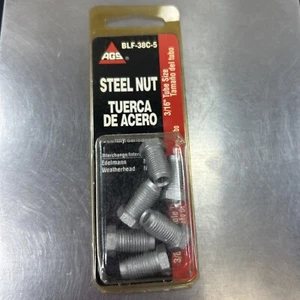 AGS
BLF-38C-5
STEEL NUT
TUERCA
DE ACERO
3/16" Tube Size
Tamaño del tubo
Interchange/Inter
Edelmann
Weatherhead